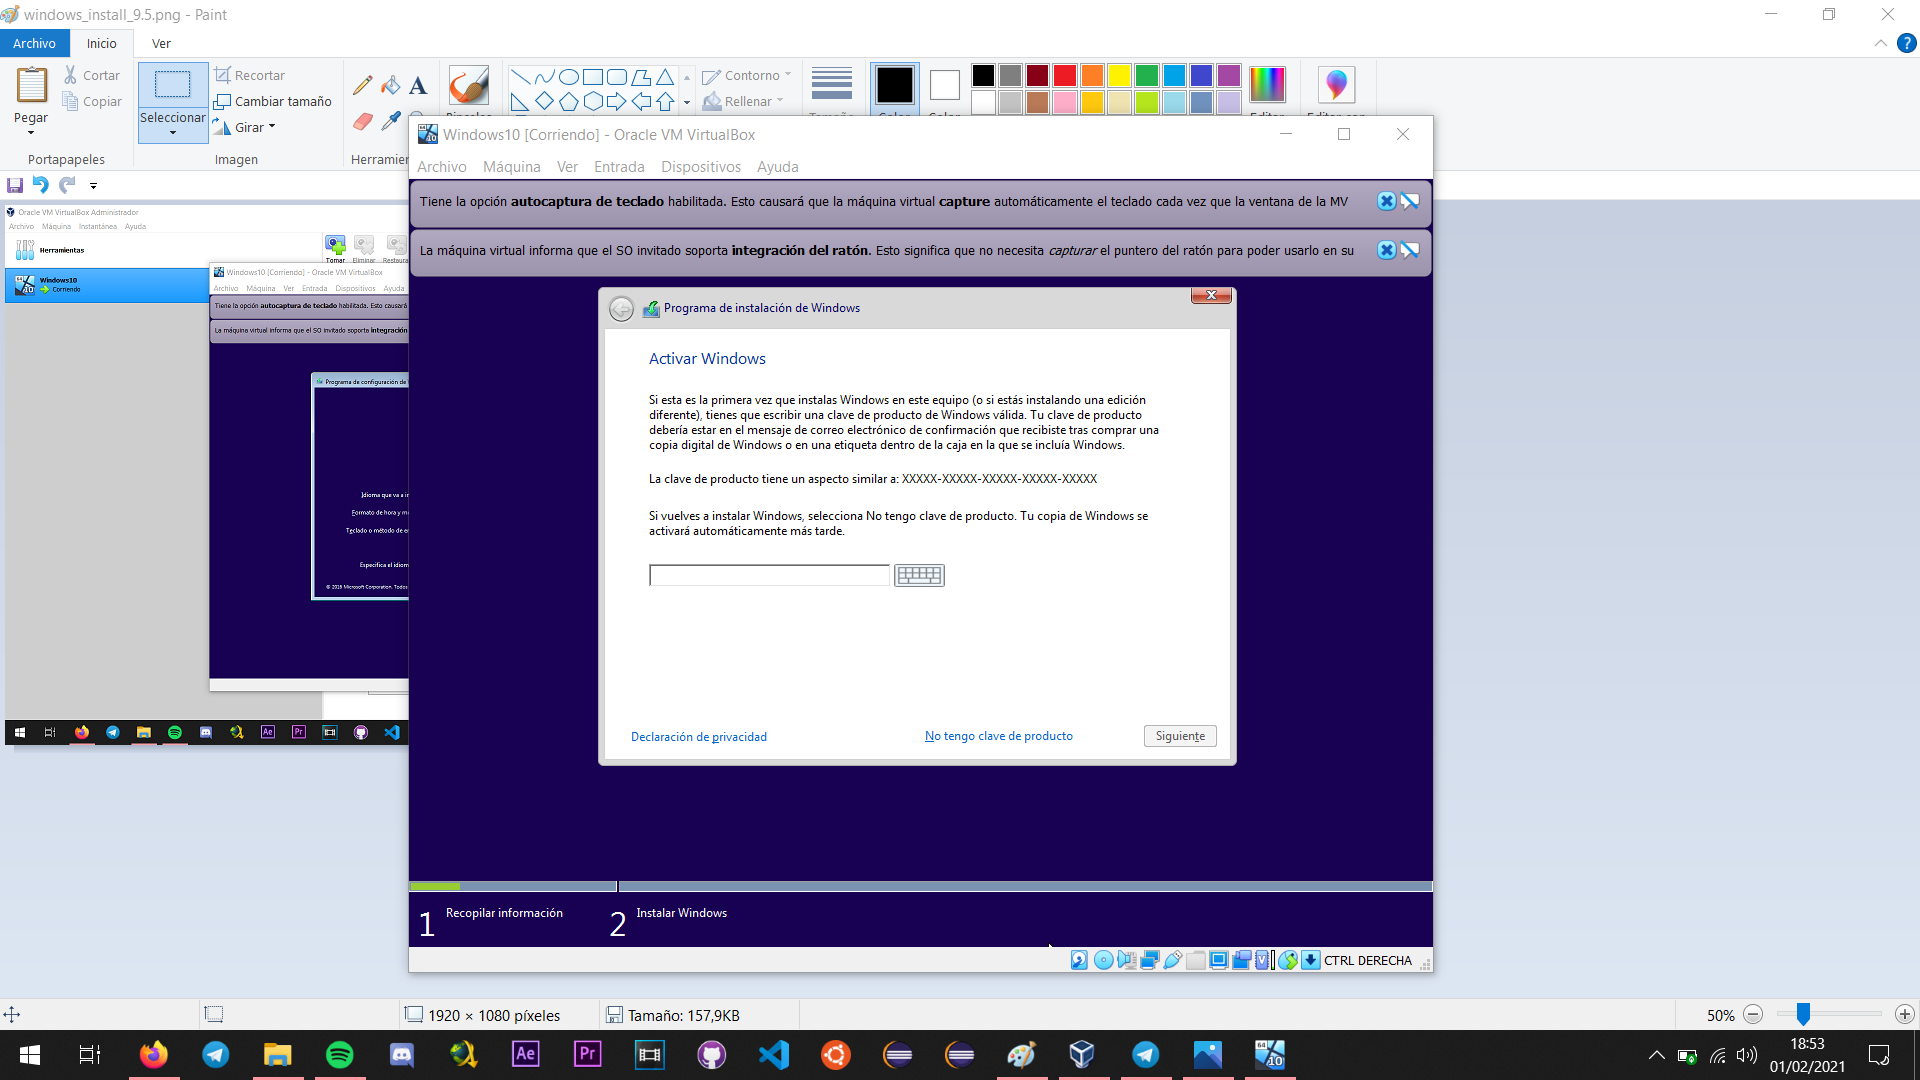 windows_install_9.5.png - Paint
Archivo
Inicio
Ver
Pegar
Cortar
Copiar
Portapapeles
Seleccionar
Recortar
Cambiar tamaño
Girar
Imagen
A
Contorno
Rellenar
Windows10 [Corriendo] - Oracle VM VirtualBox
Archivo Máquina Ver Entrada Dispositivos Ayuda
Tiene la opción autocaptura de teclado habilitada. Esto causará que la máquina virtual capture automáticamente el teclado cada vez que la ventana de la MV
La máquina virtual informa que el SO invitado soporta integración del ratón. Esto significa que no necesita capturar el puntero del ratón para poder usarlo en su
Programa de instalación de Windows
Activar Windows
Si esta es la primera vez que instalas Windows en este equipo (o si estás instalando una edición
diferente), tienes que escribir una clave de producto de Windows válida. Tu clave de producto
debería estar en el mensaje de correo electrónico de confirmación que recibiste tras comprar una
copia digital de Windows o en una etiqueta dentro de la caja en la que se incluía Windows.
La clave de producto tiene un aspecto similar a: XXXXX-XXXXX-XXXXX-XXXXX-XXXXX
Si vuelves a instalar Windows, selecciona No tengo clave de producto. Tu copia de Windows se
activará automáticamente más tarde.
Declaración de privacidad
No tengo clave de producto
Siguiente
1 Recopilar información
2 Instalar Windows
CTRL DERECHA
Oracle VM VirtualBox Administrador
Archivo Máquina Instantánea Ayuda
Herramientas
Tomar Eliminar
Windows10
Corriendo
Windows10 [Corriendo] - Oracle VM VirtualBox
Archivo Máquina Ver Entrada Dispositivos Ayuda
Tiene la opción autocaptura de teclado habilitada. Esto causará
La máquina virtual informa que el SO invitado soporta integración
Programa de configuración de
Idioma que va a
Formato de hora y
Teclado o método de
Especifica el idiom
© 2018 Microsoft Corporation. Todos
1920 × 1080 píxeles
Tamaño: 157,9KB
50%
Ae
Pr
18:53
01/02/2021